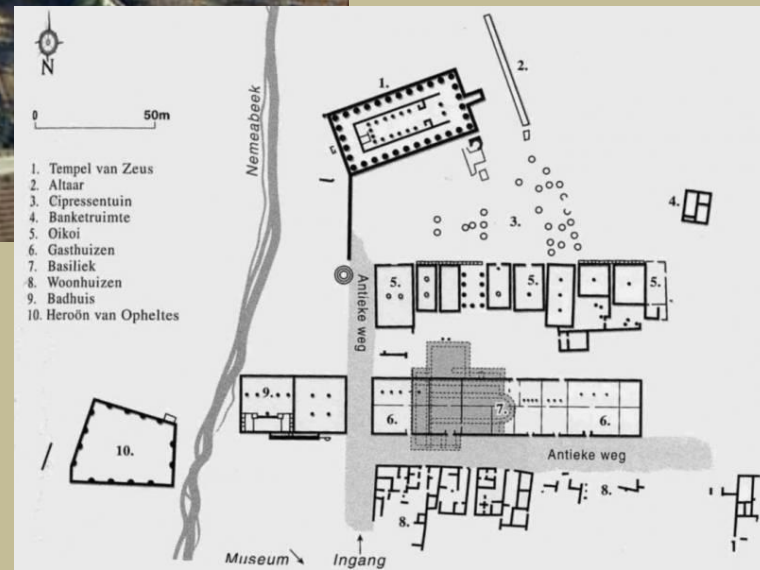 N
0 50m
1. Tempel van Zeus
2. Altaar
3. Cipressentuin
4. Banketruimte
5. Oikoi
6. Gasthuizen
7. Basiliek
8. Woonhuizen
9. Badhuis
10. Heroön van Opheltes
Nemeabeek
1.
2.
3.
4.
5.
5.
5.
Antieke weg
9.
6.
7.
6.
10.
Antieke weg
8.
8.
Museum
Ingang